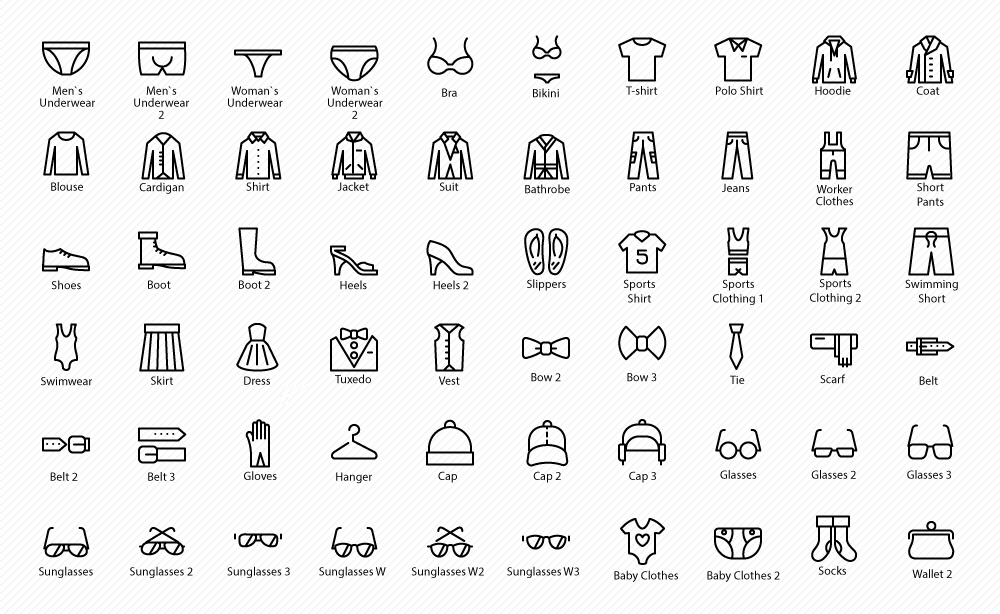 Men`s Underwear
Men`s Underwear 2
Woman`s Underwear
Woman`s Underwear 2
Bra
Bikini
T-shirt
Polo Shirt
Hoodie
Coat
Blouse
Cardigan
Shirt
Jacket
Suit
Bathrobe
Pants
Jeans
Worker Clothes
Short Pants
Shoes
Boot
Boot 2
Heels
Heels 2
Slippers
5
Sports Shirt
Sports Clothing 1
Sports Clothing 2
Swimming Short
Swimwear
Skirt
Dress
Tuxedo
Vest
Bow 2
Bow 3
Tie
Scarf
Belt
Belt 2
Belt 3
Gloves
Hanger
Cap
Cap 2
Cap 3
Glasses
Glasses 2
Glasses 3
Sunglasses
Sunglasses 2
Sunglasses 3
Sunglasses W
Sunglasses W2
Sunglasses W3
Baby Clothes
Baby Clothes 2
Socks
Wallet 2